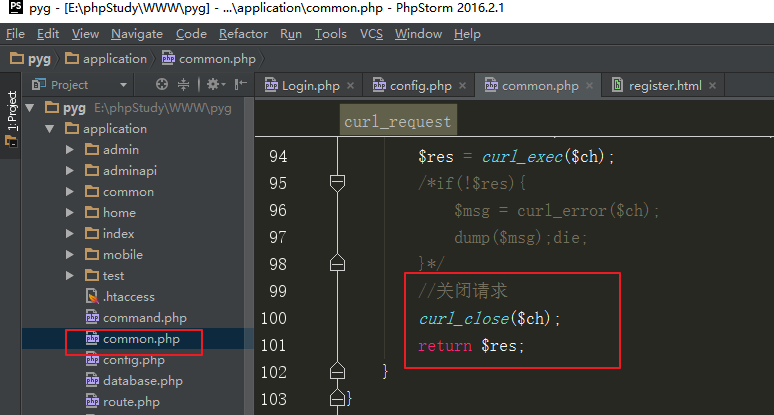 PS
pyg - [E:\phpStudy\WWW\pyg] - ...\application\common.php - PhpStorm 2016.2.1
File Edit View Navigate Code Refactor Run Tools VCS Window Help
pyg application common.php
1: Project
Project
Login.php config.php common.php register.html
pyg E:\phpStudy\WWW\pyg
application
admin
adminapi
common
home
index
mobile
test
.htaccess
command.php
common.php
config.php
database.php
route.php
curl_request
94 $res = curl_exec($ch);
95 /*if(!$res){
96 $msg = curl_error($ch);
97 dump($msg);die;
98 }*/
99 //关闭请求
100 curl_close($ch);
101 return $res;
102 }
103 }